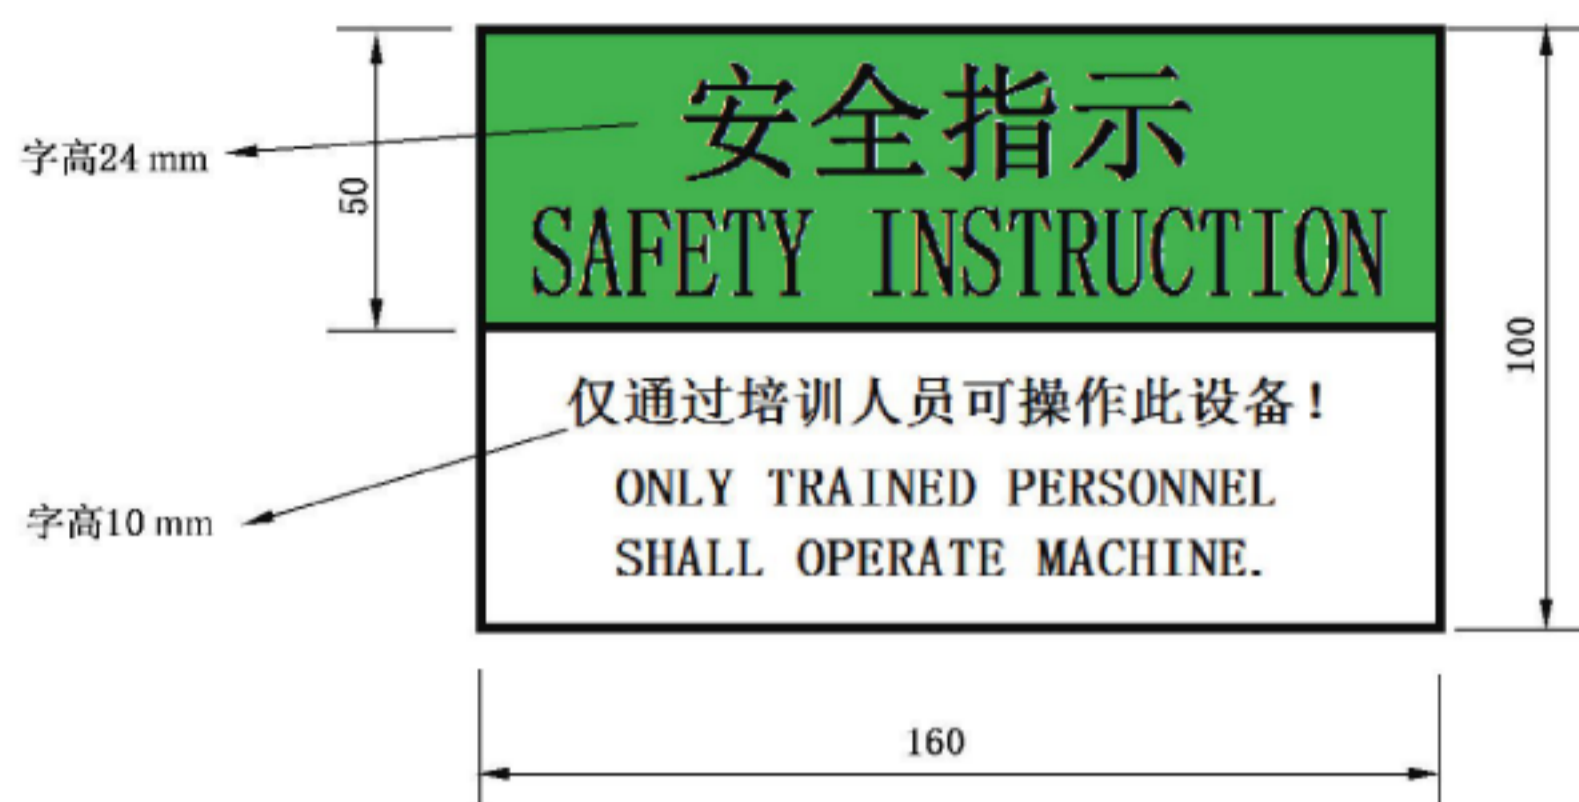 安全指示
SAFETY INSTRUCTION
字高24 mm
50
仅通过培训人员可操作此设备！
ONLY TRAINED PERSONNEL
SHALL OPERATE MACHINE.
字高10 mm
100
160